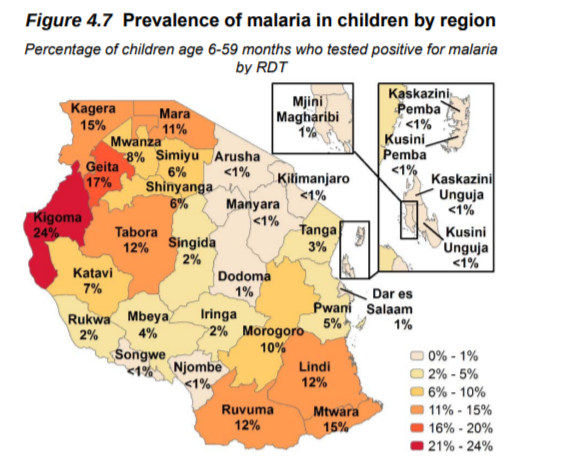 Figure 4.7 Prevalence of malaria in children by region
Percentage of children age 6-59 months who tested positive for malaria
by RDT
Kagera
15%
Mara
11%
Mwanza
8%
Simiyu
6%
Geita
17%
Shinyanga
6%
Arusha
<1%
Kilimanjaro
<1%
Manyara
<1%
Kigoma
24%
Tabora
12%
Singida
2%
Tanga
3%
Katavi
7%
Dodoma
1%
Rukwa
2%
Mbeya
4%
Iringa
2%
Morogoro
10%
Pwani
5%
Dar es
Salaam
1%
Songwe
<1%
Njombe
<1%
Lindi
12%
Ruvuma
12%
Mtwara
15%
Mjini
Magharibi
1%
Kaskazini
Pemba
<1%
Kusini
Pemba
<1%
Kaskazini
Unguja
<1%
Kusini
Unguja
<1%
0% - 1%
2% - 5%
6% - 10%
11% - 15%
16% - 20%
21% - 24%